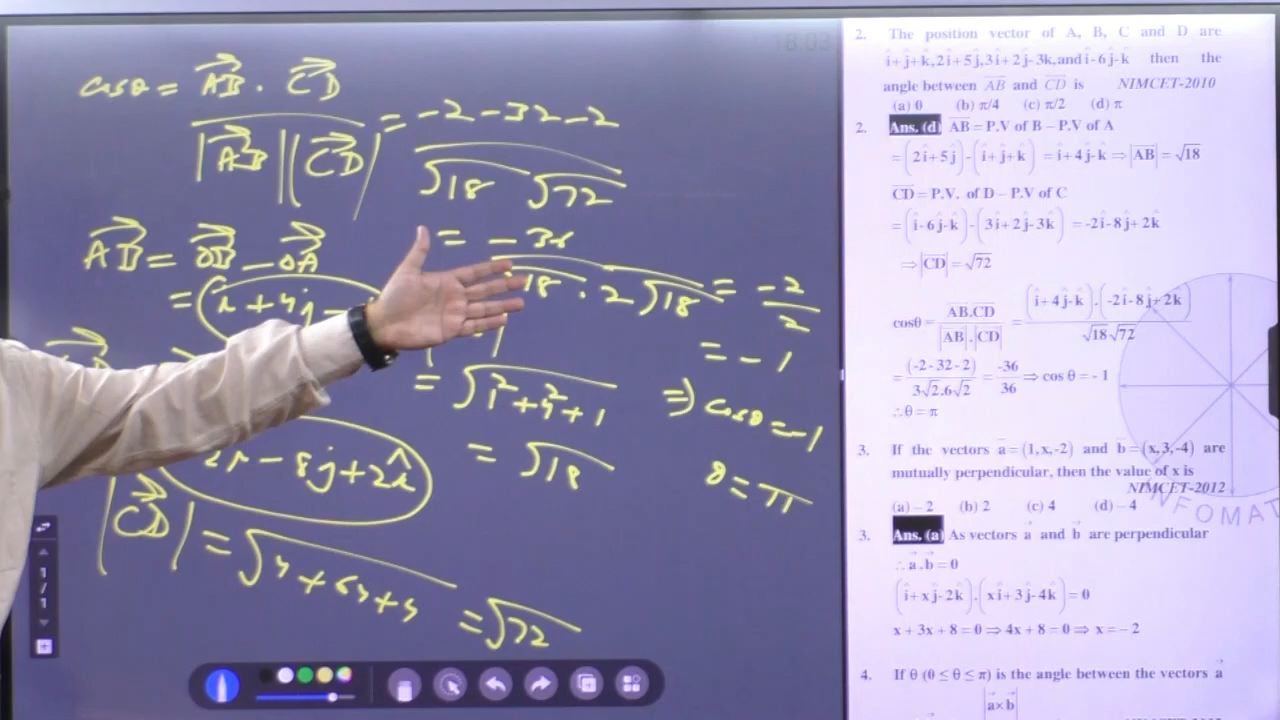 18:03
cosθ = AB⃗ . CD⃗ / |AB⃗||CD⃗| = -2-32-2 / √18 √72
= -36 / √18 . 2√18 = -2/2
AB⃗ = OB⃗ - OA⃗
= -1
⇒ cosθ = -1
θ = π
= √1²+4²+1
= √18
2i - 8j + 2k̂
|CD⃗| = √4+64+4 = √72
1/1
2. The position vector of A, B, C and D are
î+ĵ+k̂, 2î+5ĵ, 3î+2ĵ-3k̂, and î-6ĵ-k̂ then the
angle between AB and CD is NIMCET-2010
(a) 0 (b) π/4 (c) π/2 (d) π
2. Ans. (d) AB = P.V of B – P.V of A
= (2î+5ĵ)-(î+ĵ+k̂) = î+4ĵ-k̂ ⇒ |AB| = √18
CD = P.V. of D – P.V of C
= (î-6ĵ-k̂)-(3î+2ĵ-3k̂) = -2î-8ĵ+2k̂
⇒ |CD| = √72
cosθ = AB.CD / |AB|.|CD| = (î+4ĵ-k̂).(-2î-8ĵ+2k̂) / √18√72
= (-2-32-2) / 3√2.6√2 = -36/36 ⇒ cos θ = - 1
∴θ = π
3. If the vectors a = (1,x,-2) and b = (x,3,-4) are
mutually perpendicular, then the value of x is
NIMCET-2012
(a) – 2 (b) 2 (c) 4 (d) – 4
3. Ans. (a) As vectors a⃗ and b⃗ are perpendicular
∴ a⃗.b⃗ = 0
(î+xĵ-2k̂).(xî+3ĵ-4k̂) = 0
x + 3x + 8 = 0 ⇒ 4x + 8 = 0 ⇒ x = – 2
4. If θ (0 ≤ θ ≤ π) is the angle between the vectors a⃗
|a⃗×b⃗|